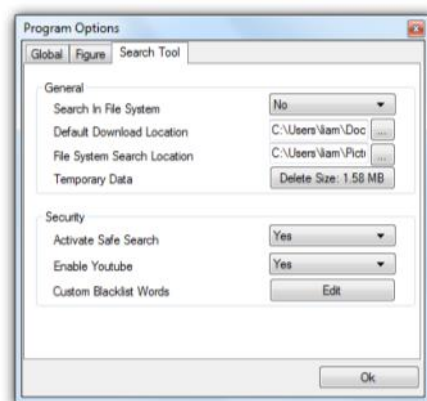 Program Options
Global Figure Search Tool
General
Search In File System No
Default Download Location C:\Users\liam\Doc ...
File System Search Location C:\Users\liam\Pict ...
Temporary Data Delete Size: 1.58 MB
Security
Activate Safe Search Yes
Enable Youtube Yes
Custom Blacklist Words Edit
Ok